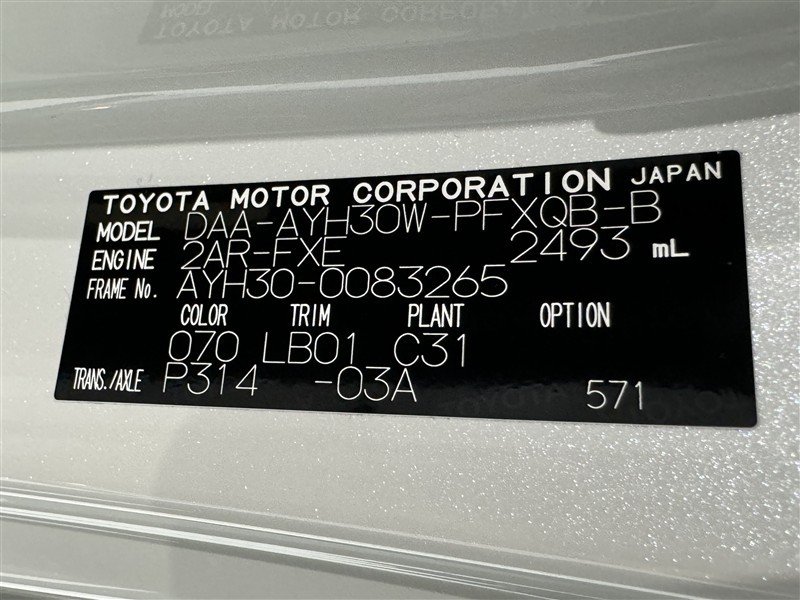 TOYOTA MOTOR CORPORATION JAPAN
MODEL DAA-AYH30W-PFXQB-B
ENGINE 2AR-FXE 2493 mL
FRAME No. AYH30-0083265
COLOR TRIM PLANT OPTION
070 LB01 C31
TRANS./AXLE P314 -03A 571